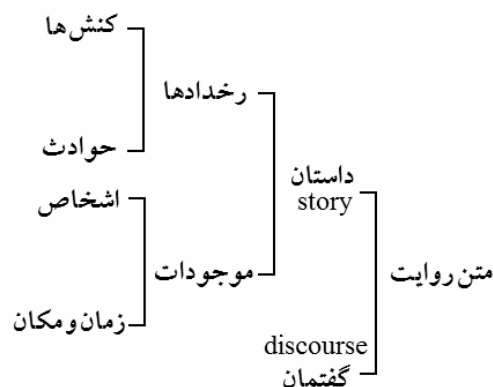 کنش‌ها
رخدادها
حوادث
داستان
story
اشخاص
موجودات
متن روایت
زمان و مکان
discourse
گفتمان